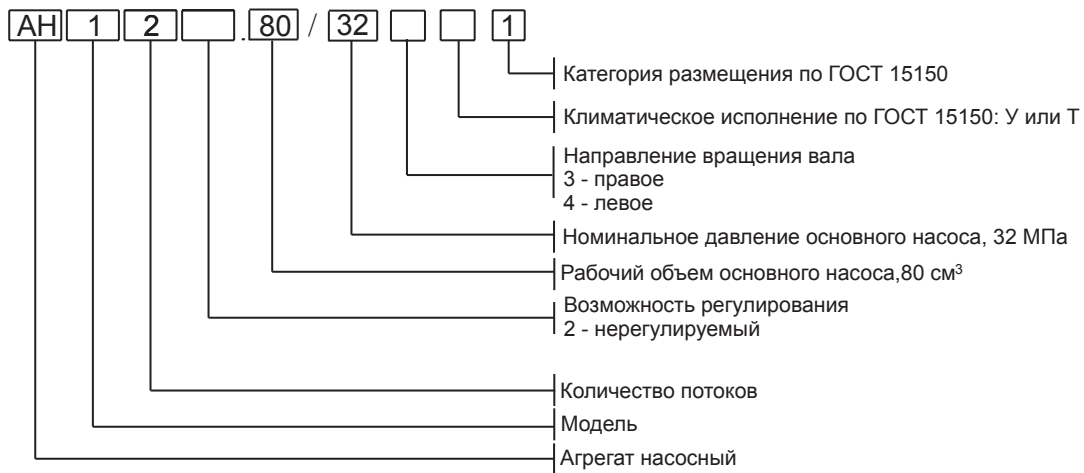 АН 1 2 . 80 / 32 1
Категория размещения по ГОСТ 15150
Климатическое исполнение по ГОСТ 15150: У или Т
Направление вращения вала
3 - правое
4 - левое
Номинальное давление основного насоса, 32 МПа
Рабочий объем основного насоса,80 см³
Возможность регулирования
2 - нерегулируемый
Количество потоков
Модель
Агрегат насосный